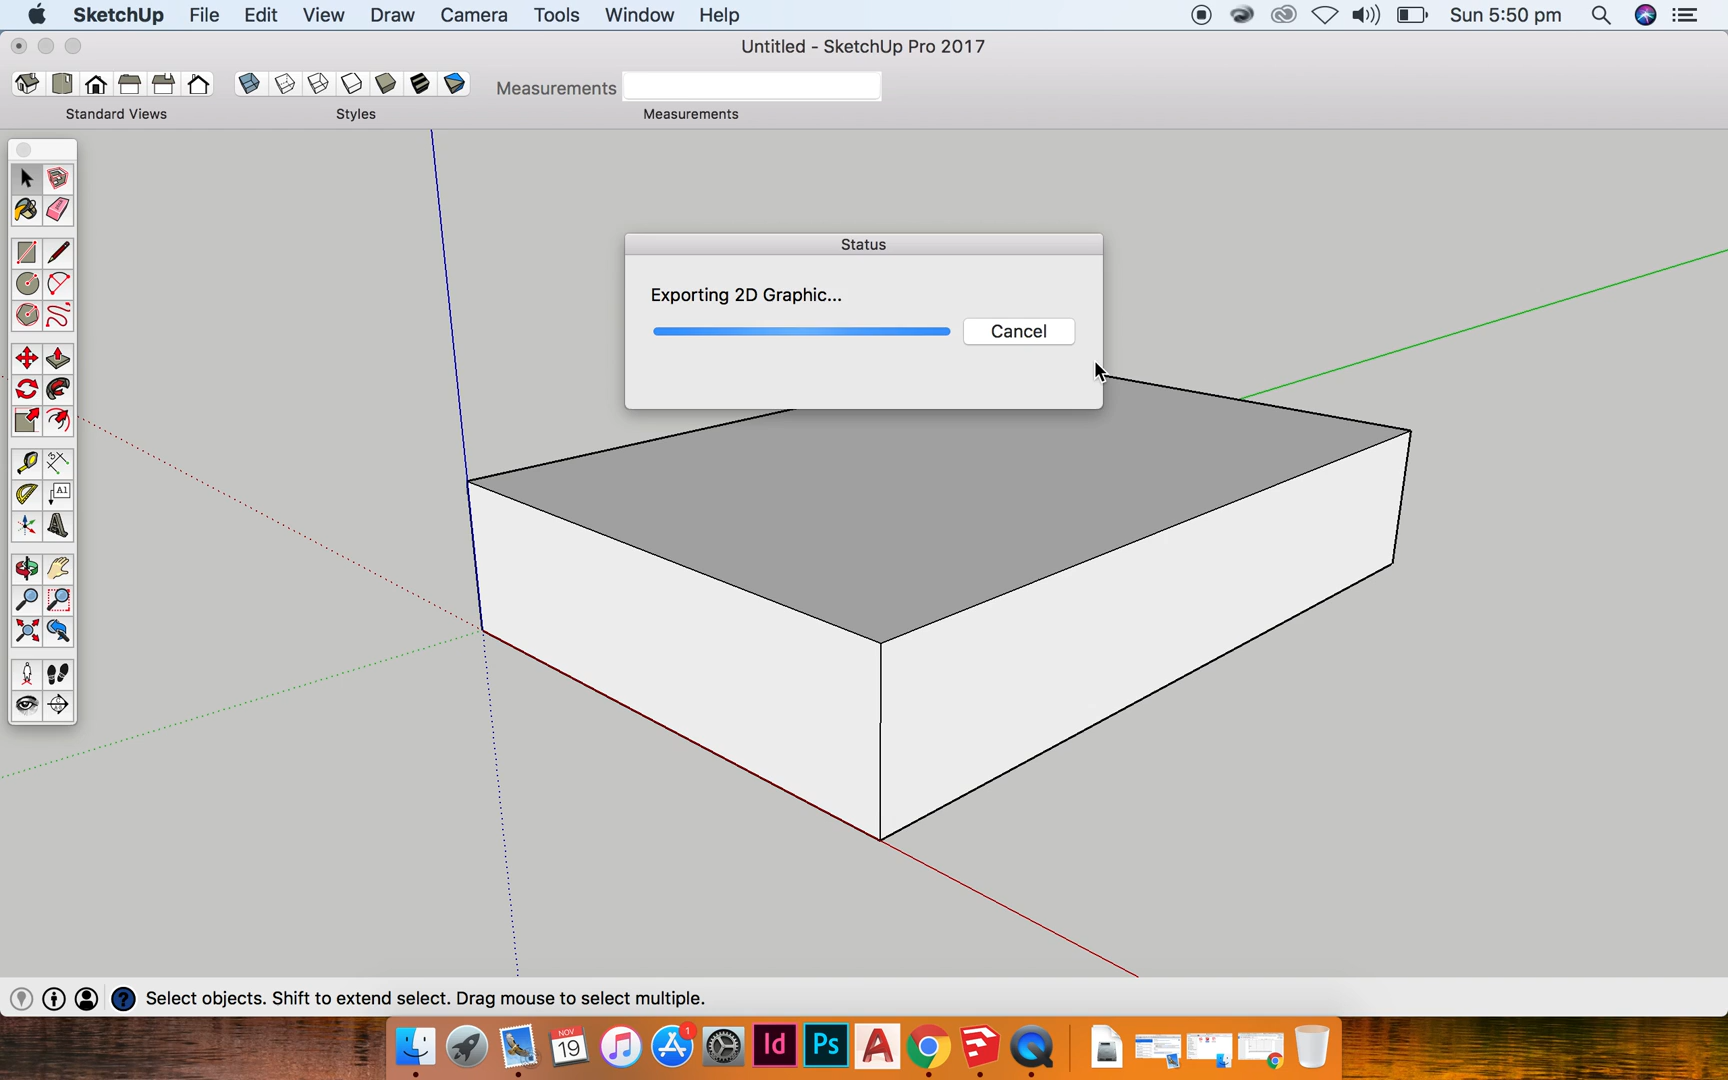 SketchUp File Edit View Draw Camera Tools Window Help Sun 5:50 pm
Untitled - SketchUp Pro 2017
Measurements
Standard Views Styles Measurements
Status
Exporting 2D Graphic...
Cancel
A1
Select objects. Shift to extend select. Drag mouse to select multiple.
NOV
19
1
Id
Ps